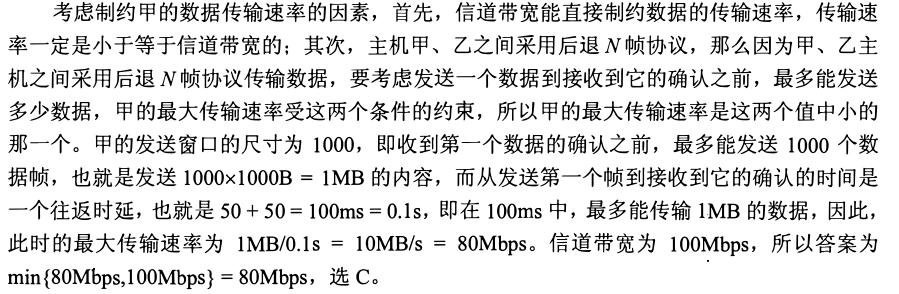 考虑制约甲的数据传输速率的因素，首先，信道带宽能直接制约数据的传输速率，传输速
率一定是小于等于信道带宽的；其次，主机甲、乙之间采用后退 N 帧协议，那么因为甲、乙主
机之间采用后退 N 帧协议传输数据，要考虑发送一个数据到接收到它的确认之前，最多能发送
多少数据，甲的最大传输速率受这两个条件的约束，所以甲的最大传输速率是这两个值中小的
那一个。甲的发送窗口的尺寸为 1000，即收到第一个数据的确认之前，最多能发送 1000 个数
据帧，也就是发送 1000×1000B = 1MB 的内容，而从发送第一个帧到接收到它的确认的时间是
一个往返时延，也就是 50 + 50 = 100ms = 0.1s，即在 100ms 中，最多能传输 1MB 的数据，因此，
此时的最大传输速率为 1MB/0.1s = 10MB/s = 80Mbps。信道带宽为 100Mbps，所以答案为
min{80Mbps,100Mbps} = 80Mbps，选 C。